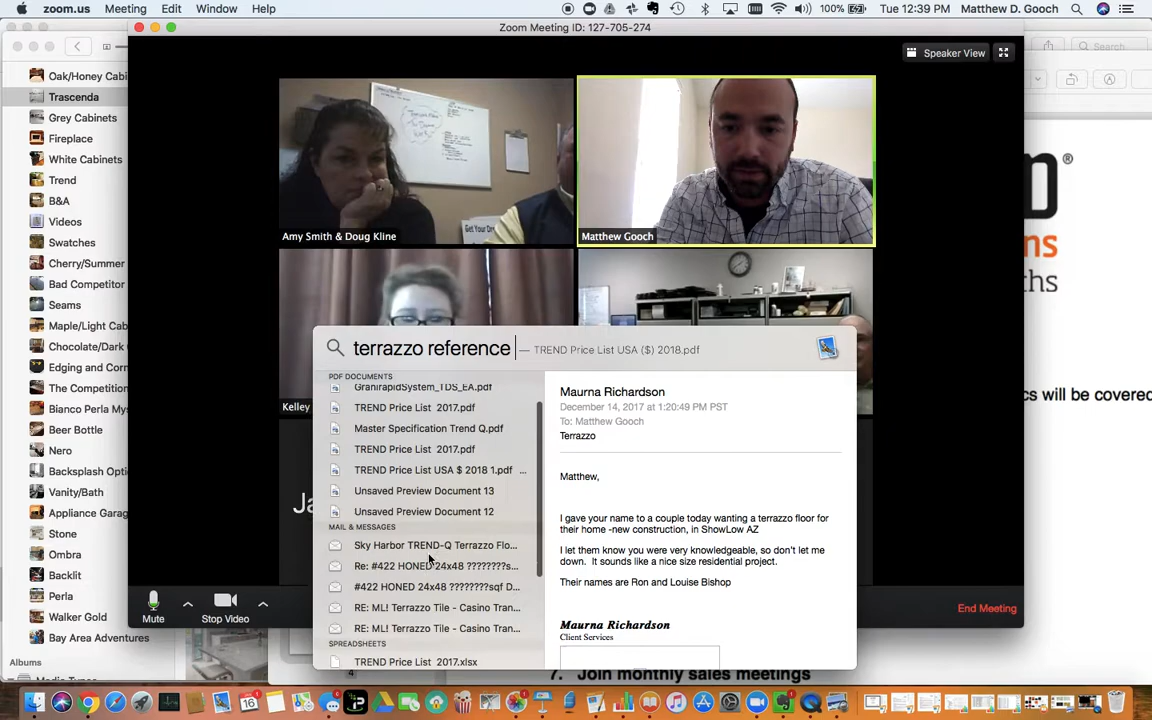 zoom.us Meeting Edit Window Help
100% Tue 12:39 PM Matthew D. Gooch
Zoom Meeting ID: 127-705-274
Search
Speaker View
Oak/Honey Cabi
Trascenda
Grey Cabinets
Fireplace
White Cabinets
Trend
B&A
Videos
Swatches
Cherry/Summer
Bad Competitor
Seams
Maple/Light Cab
Chocolate/Dark
Edging and Corn
The Competition
Bianco Perla My
Beer Bottle
Nero
Backsplash Opti
Vanity/Bath
Appliance Garag
Stone
Ombra
Backlit
Perla
Walker Gold
Bay Area Adventures
Albums
Get Your
Amy Smith & Doug Kline
Matthew Gooch
Kelley
Ja
m®
ns
ths
cs will be covered
terrazzo reference — TREND Price List USA ($) 2018.pdf
PDF DOCUMENTS
GranirapidSystem_TDS_EA.pdf
TREND Price List 2017.pdf
Master Specification Trend Q.pdf
TREND Price List 2017.pdf
TREND Price List USA $ 2018 1.pdf ...
Unsaved Preview Document 13
Unsaved Preview Document 12
MAIL & MESSAGES
Sky Harbor TREND-Q Terrazzo Flo...
Re: #422 HONED 24x48 ????????s...
#422 HONED 24x48 ????????sqf D...
RE: ML! Terrazzo Tile - Casino Tran...
RE: ML! Terrazzo Tile - Casino Tran...
SPREADSHEETS
TREND Price List 2017.xlsx
Maurna Richardson
December 14, 2017 at 1:20:49 PM PST
To: Matthew Gooch
Terrazzo
Matthew,
I gave your name to a couple today wanting a terrazzo floor for
their home -new construction, in ShowLow AZ
I let them know you were very knowledgeable, so don't let me
down. It sounds like a nice size residential project.
Their names are Ron and Louise Bishop
Maurna Richardson
Client Services
Mute
Stop Video
End Meeting
7. Join monthly sales meetings
16